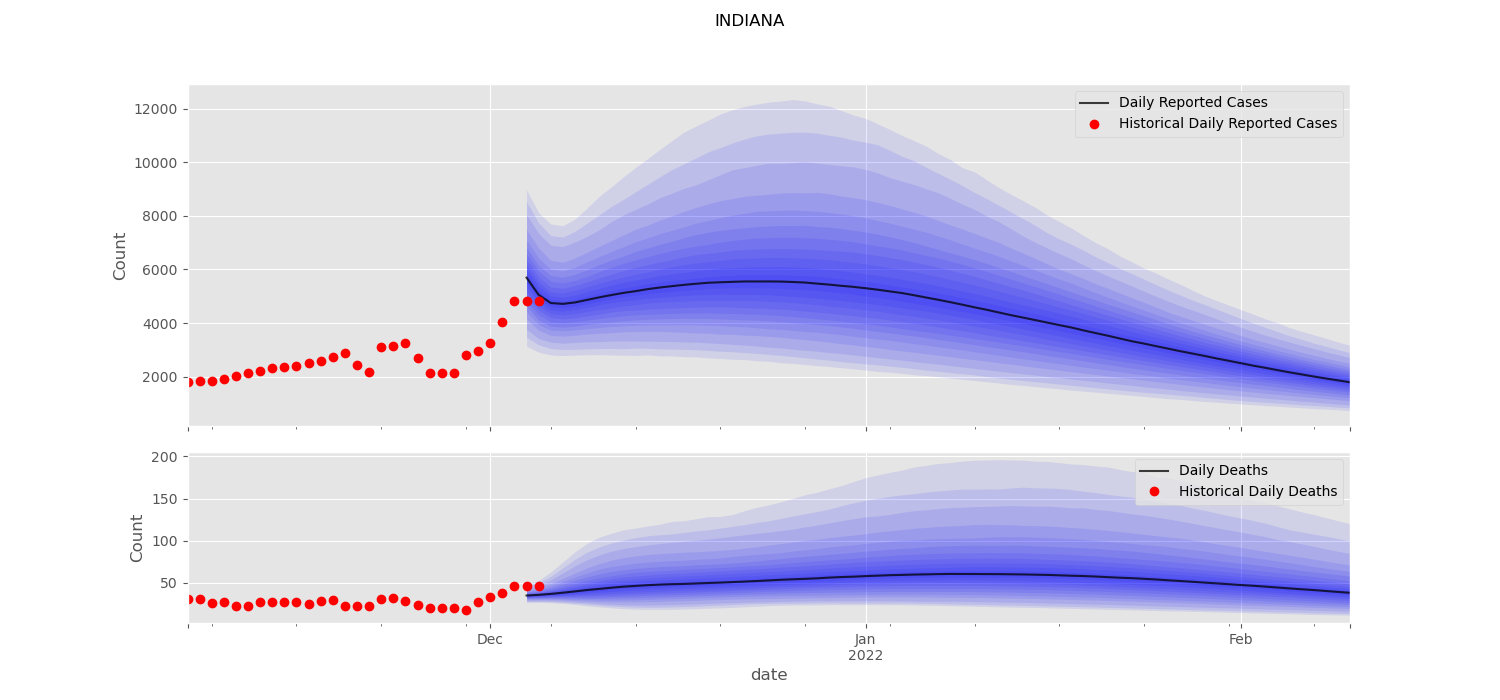 INDIANA
Daily Reported Cases
Historical Daily Reported Cases
12000
10000
8000
6000
4000
2000
Count
Daily Deaths
Historical Daily Deaths
200
150
100
50
Count
Dec
Jan
2022
Feb
date